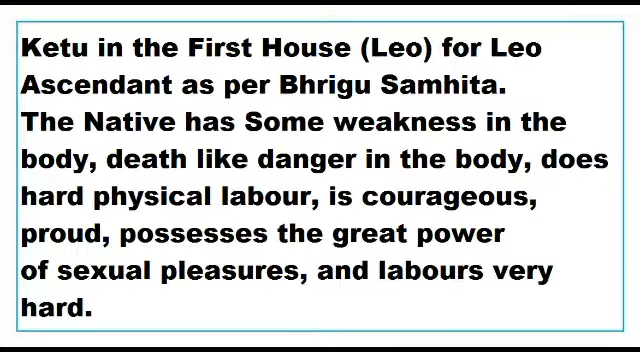 Ketu in the First House (Leo) for Leo
Ascendant as per Bhrigu Samhita.
The Native has Some weakness in the
body, death like danger in the body, does
hard physical labour, is courageous,
proud, possesses the great power
of sexual pleasures, and labours very
hard.